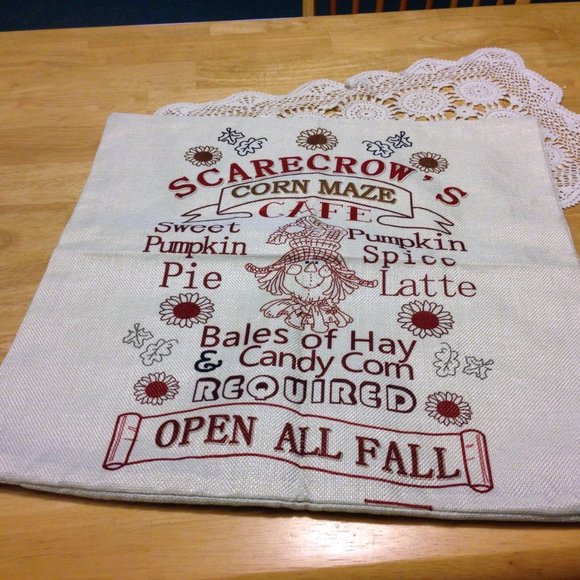 SCARECROW'S
CORN MAZE
CAFE
Sweet
Pumpkin
Pie
Pumpkin
Spice
Latte
Bales of Hay
& Candy Corn
REQUIRED
OPEN ALL FALL